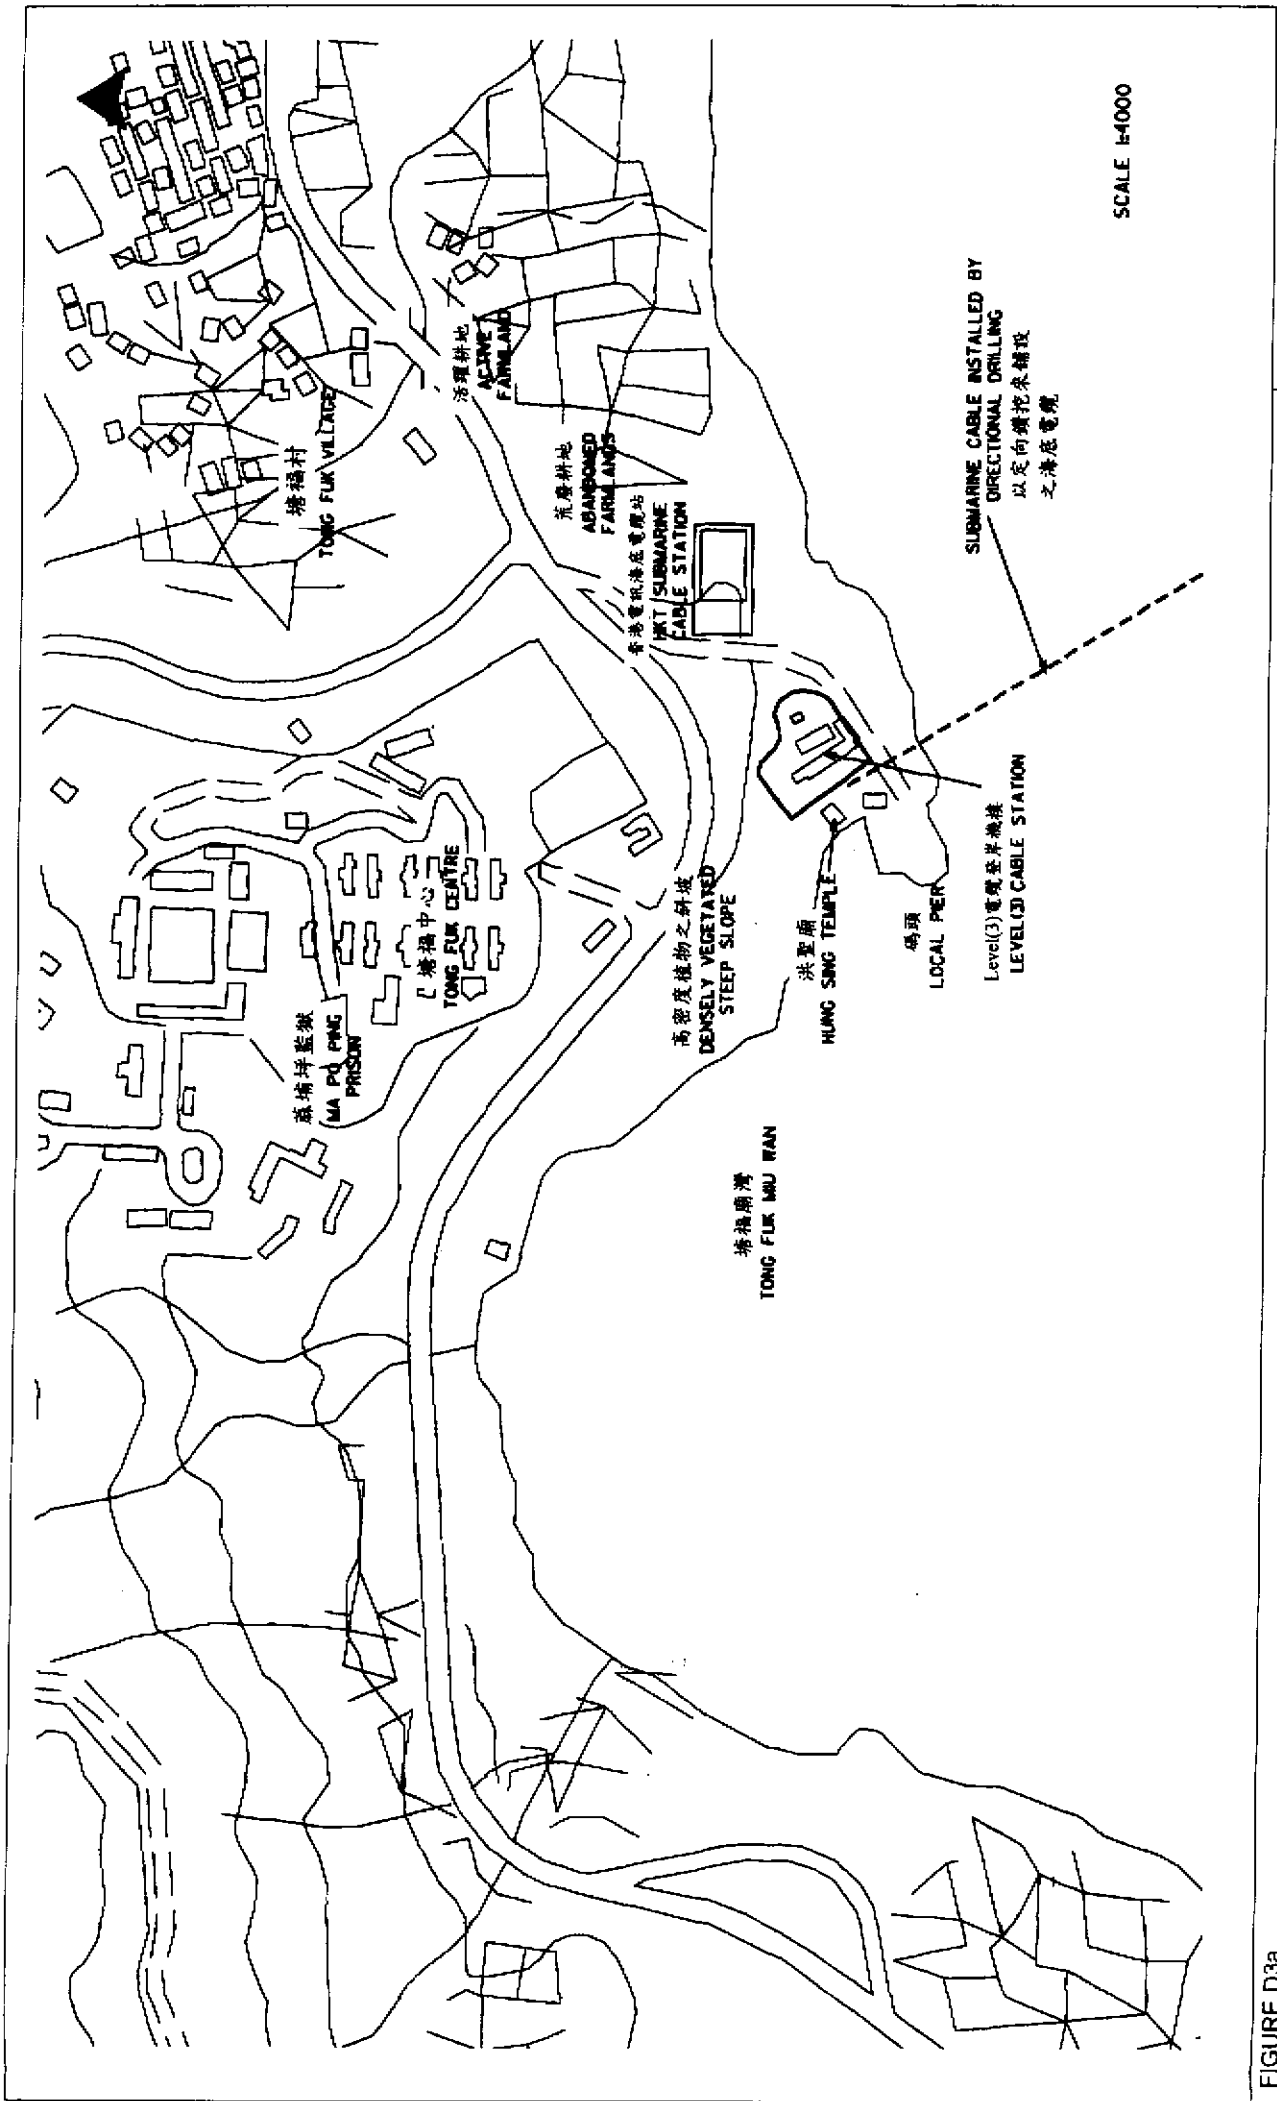 塘福村
TONG FUK VILLAGE
活躍耕地
ACTIVE
FARMLAND
荒廢耕地
ABANDONED
FARMLANDS
香港電訊海底電纜站
HKT SUBMARINE
CABLE STATION
塘福中心
TONG FUK CENTRE
蔴埔坪監獄
MA PO PING
PRISON
高密度植物之斜坡
DENSELY VEGETATED
STEEP SLOPE
洪聖廟
HUNG SING TEMPLE
碼頭
LOCAL PIER
Level(3)電纜登岸機樓
LEVEL(3) CABLE STATION
塘福廟灣
TONG FUK MIU WAN
SUBMARINE CABLE INSTALLED BY
DIRECTIONAL DRILLING
以定向鑽挖來鋪設
之海底電纜
SCALE 1:4000
FIGURE D3a